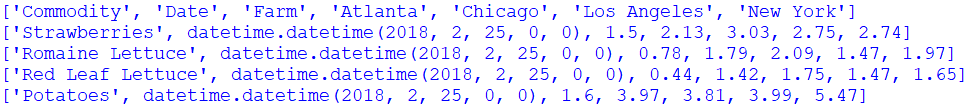 ['Commodity', 'Date', 'Farm', 'Atlanta', 'Chicago', 'Los Angeles', 'New York']
['Strawberries', datetime.datetime(2018, 2, 25, 0, 0), 1.5, 2.13, 3.03, 2.75, 2.74]
['Romaine Lettuce', datetime.datetime(2018, 2, 25, 0, 0), 0.78, 1.79, 2.09, 1.47, 1.97]
['Red Leaf Lettuce', datetime.datetime(2018, 2, 25, 0, 0), 0.44, 1.42, 1.75, 1.47, 1.65]
['Potatoes', datetime.datetime(2018, 2, 25, 0, 0), 1.6, 3.97, 3.81, 3.99, 5.47]